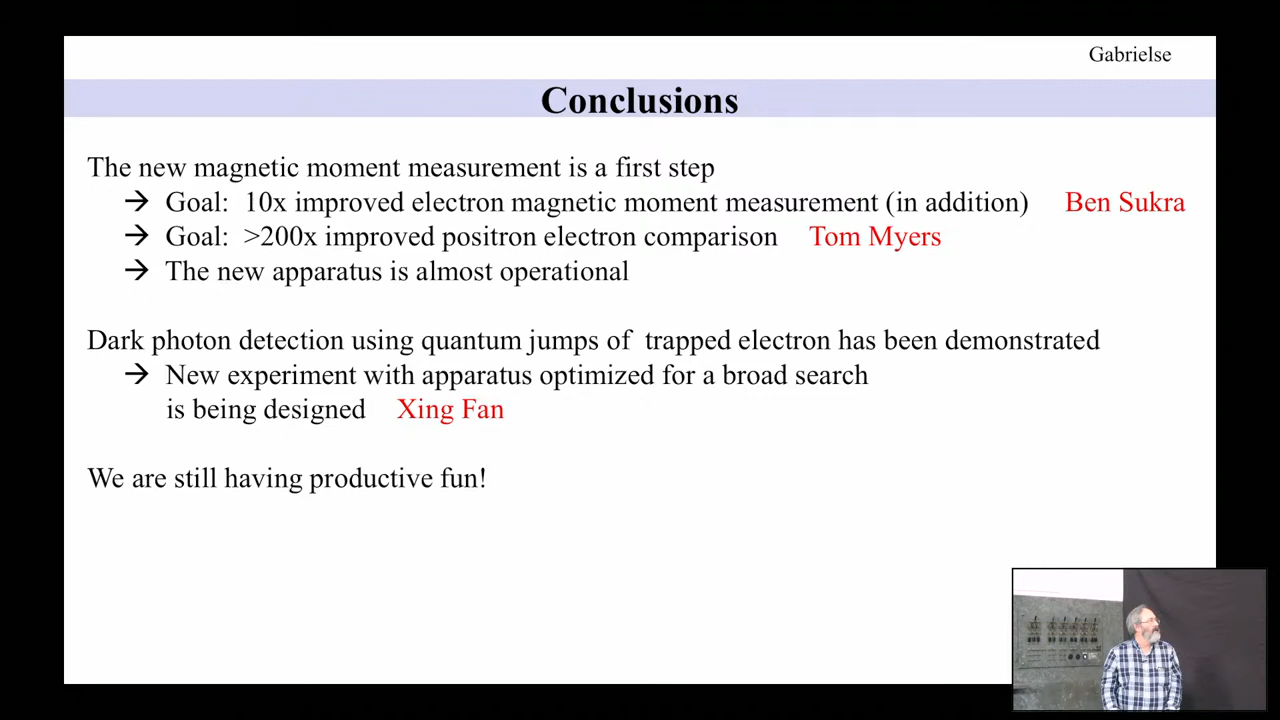 Gabrielse
Conclusions
The new magnetic moment measurement is a first step
→ Goal: 10x improved electron magnetic moment measurement (in addition) Ben Sukra
→ Goal: >200x improved positron electron comparison Tom Myers
→ The new apparatus is almost operational
Dark photon detection using quantum jumps of trapped electron has been demonstrated
→ New experiment with apparatus optimized for a broad search
is being designed Xing Fan
We are still having productive fun!